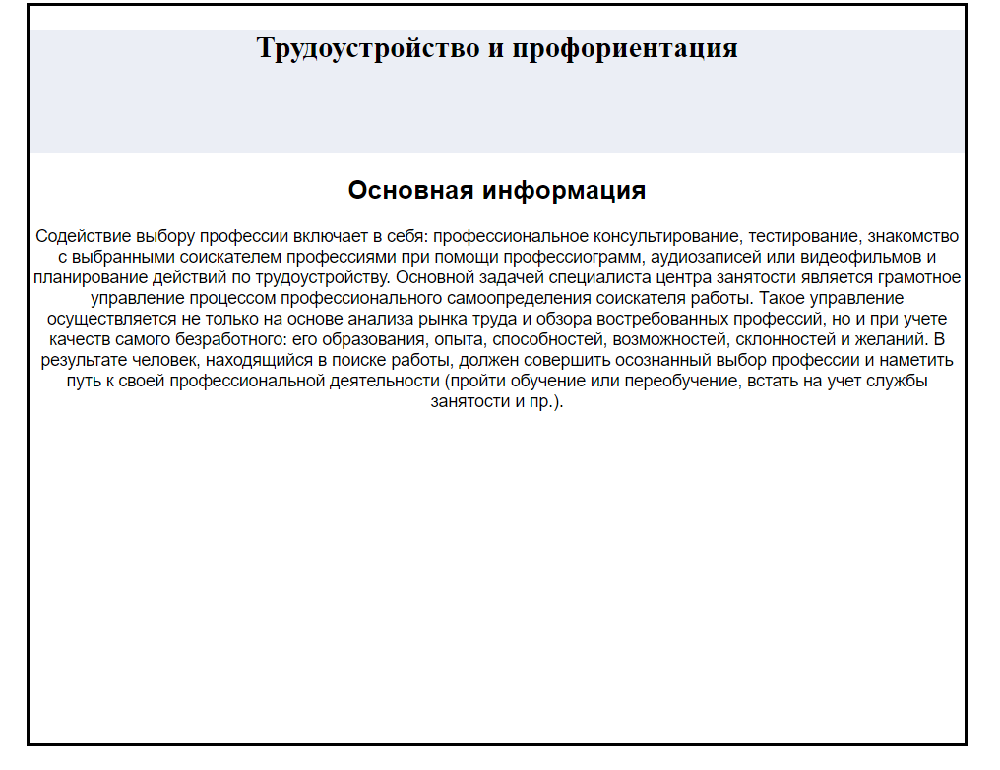 Трудоустройство и профориентация
Основная информация
Содействие выбору профессии включает в себя: профессиональное консультирование, тестирование, знакомство
с выбранными соискателем профессиями при помощи профессиограмм, аудиозаписей или видеофильмов и
планирование действий по трудоустройству. Основной задачей специалиста центра занятости является грамотное
управление процессом профессионального самоопределения соискателя работы. Такое управление
осуществляется не только на основе анализа рынка труда и обзора востребованных профессий, но и при учете
качеств самого безработного: его образования, опыта, способностей, возможностей, склонностей и желаний. В
результате человек, находящийся в поиске работы, должен совершить осознанный выбор профессии и наметить
путь к своей профессиональной деятельности (пройти обучение или переобучение, встать на учет службы
занятости и пр.).